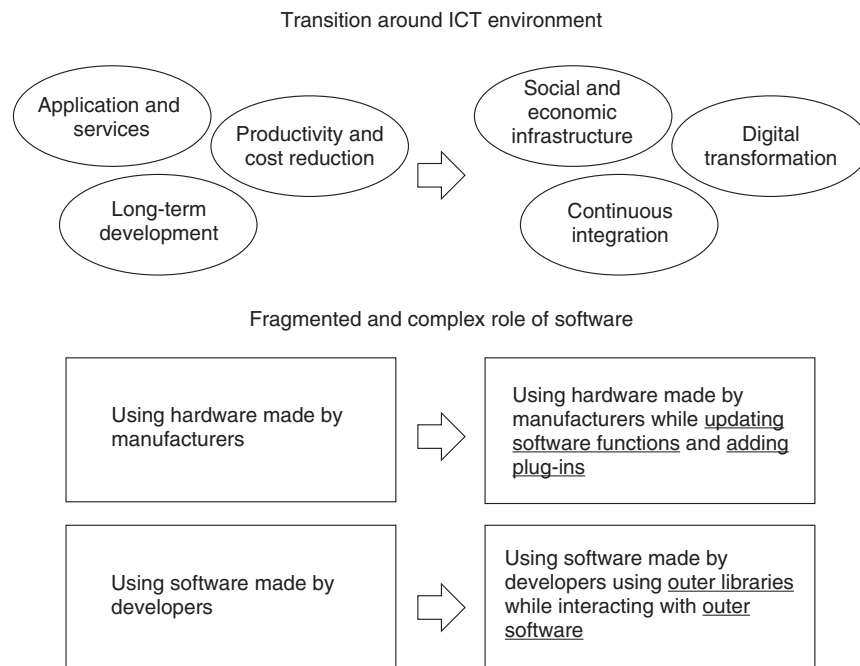 Transition around ICT environment
Application and
services
Productivity and
cost reduction
Long-term
development
Social and
economic
infrastructure
Digital
transformation
Continuous
integration
Fragmented and complex role of software
Using hardware made by
manufacturers
Using hardware made by
manufacturers while updating
software functions and adding
plug-ins
Using software made by
developers
Using software made by
developers using outer libraries
while interacting with outer
software